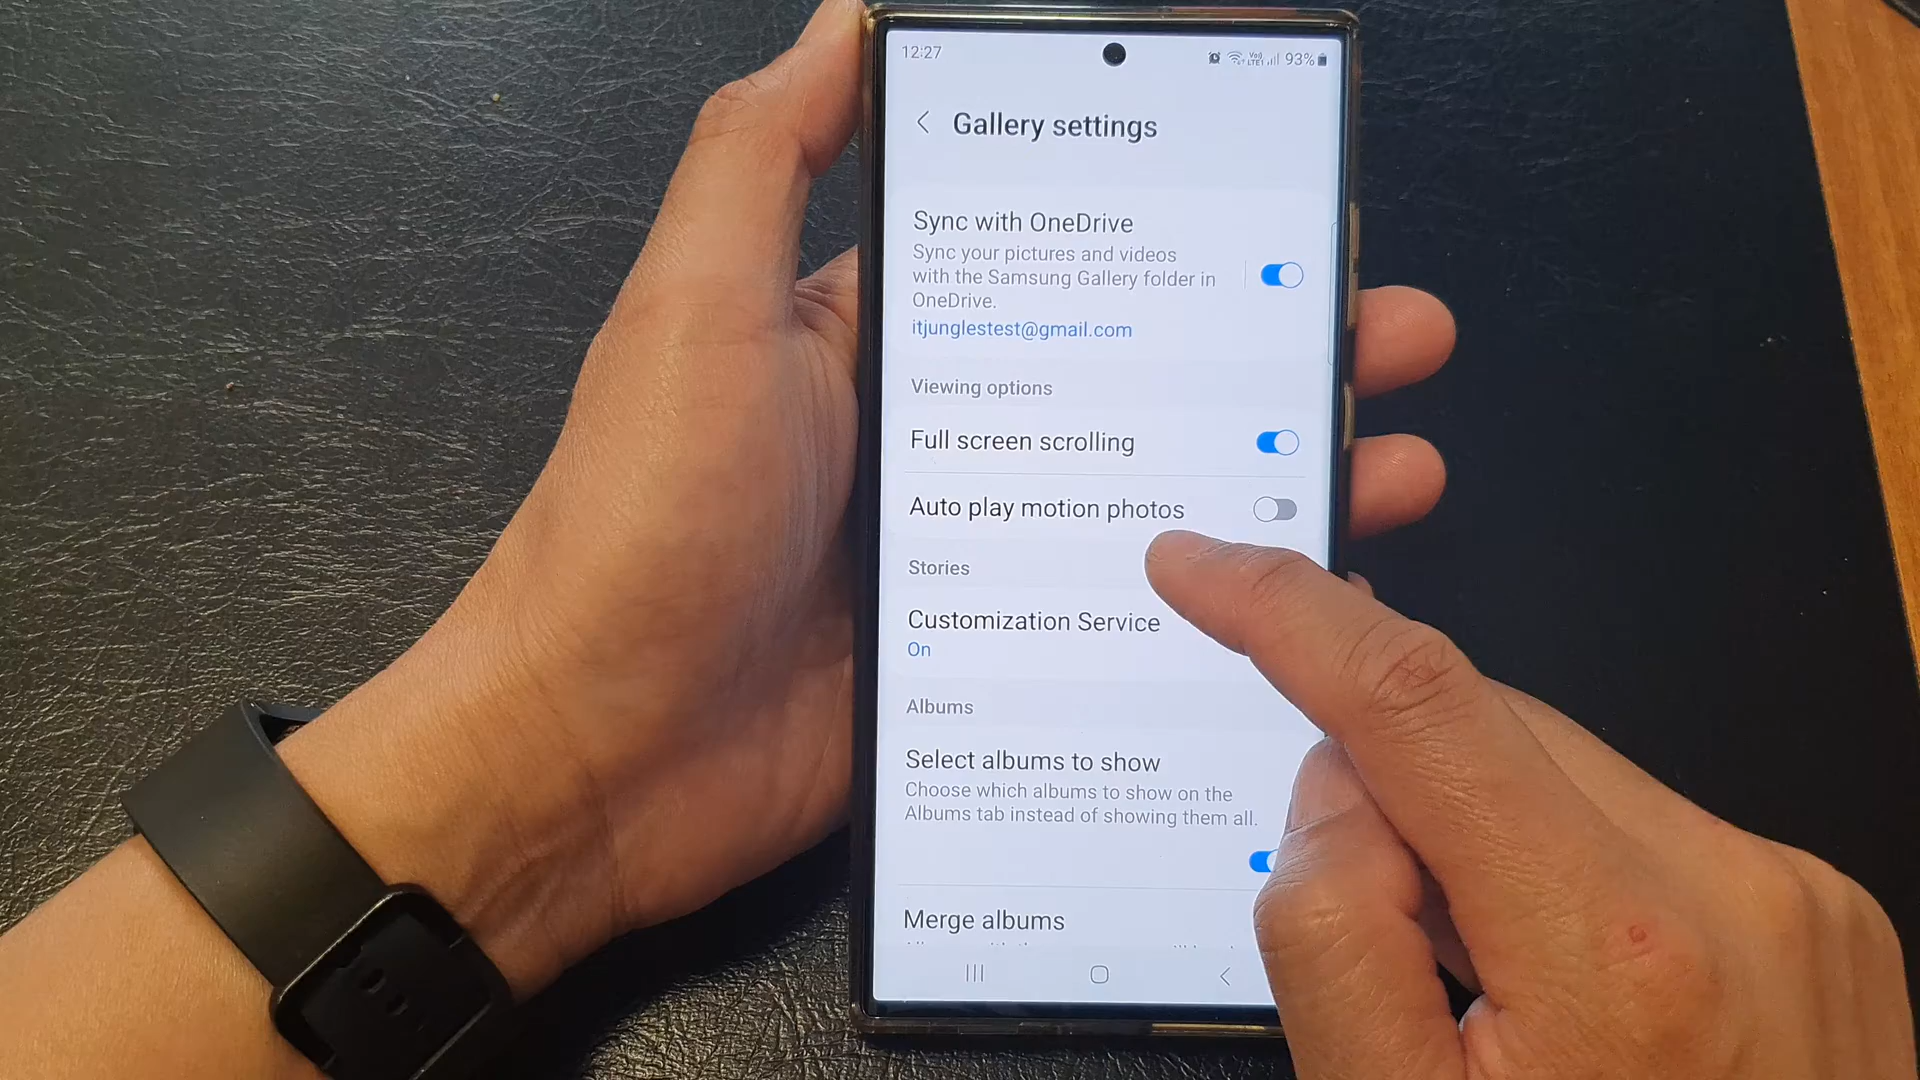 12:27
93%
Gallery settings
Sync with OneDrive
Sync your pictures and videos
with the Samsung Gallery folder in
OneDrive.
itjunglestest@gmail.com
Viewing options
Full screen scrolling
Auto play motion photos
Stories
Customization Service
On
Albums
Select albums to show
Choose which albums to show on the
Albums tab instead of showing them all.
Merge albums